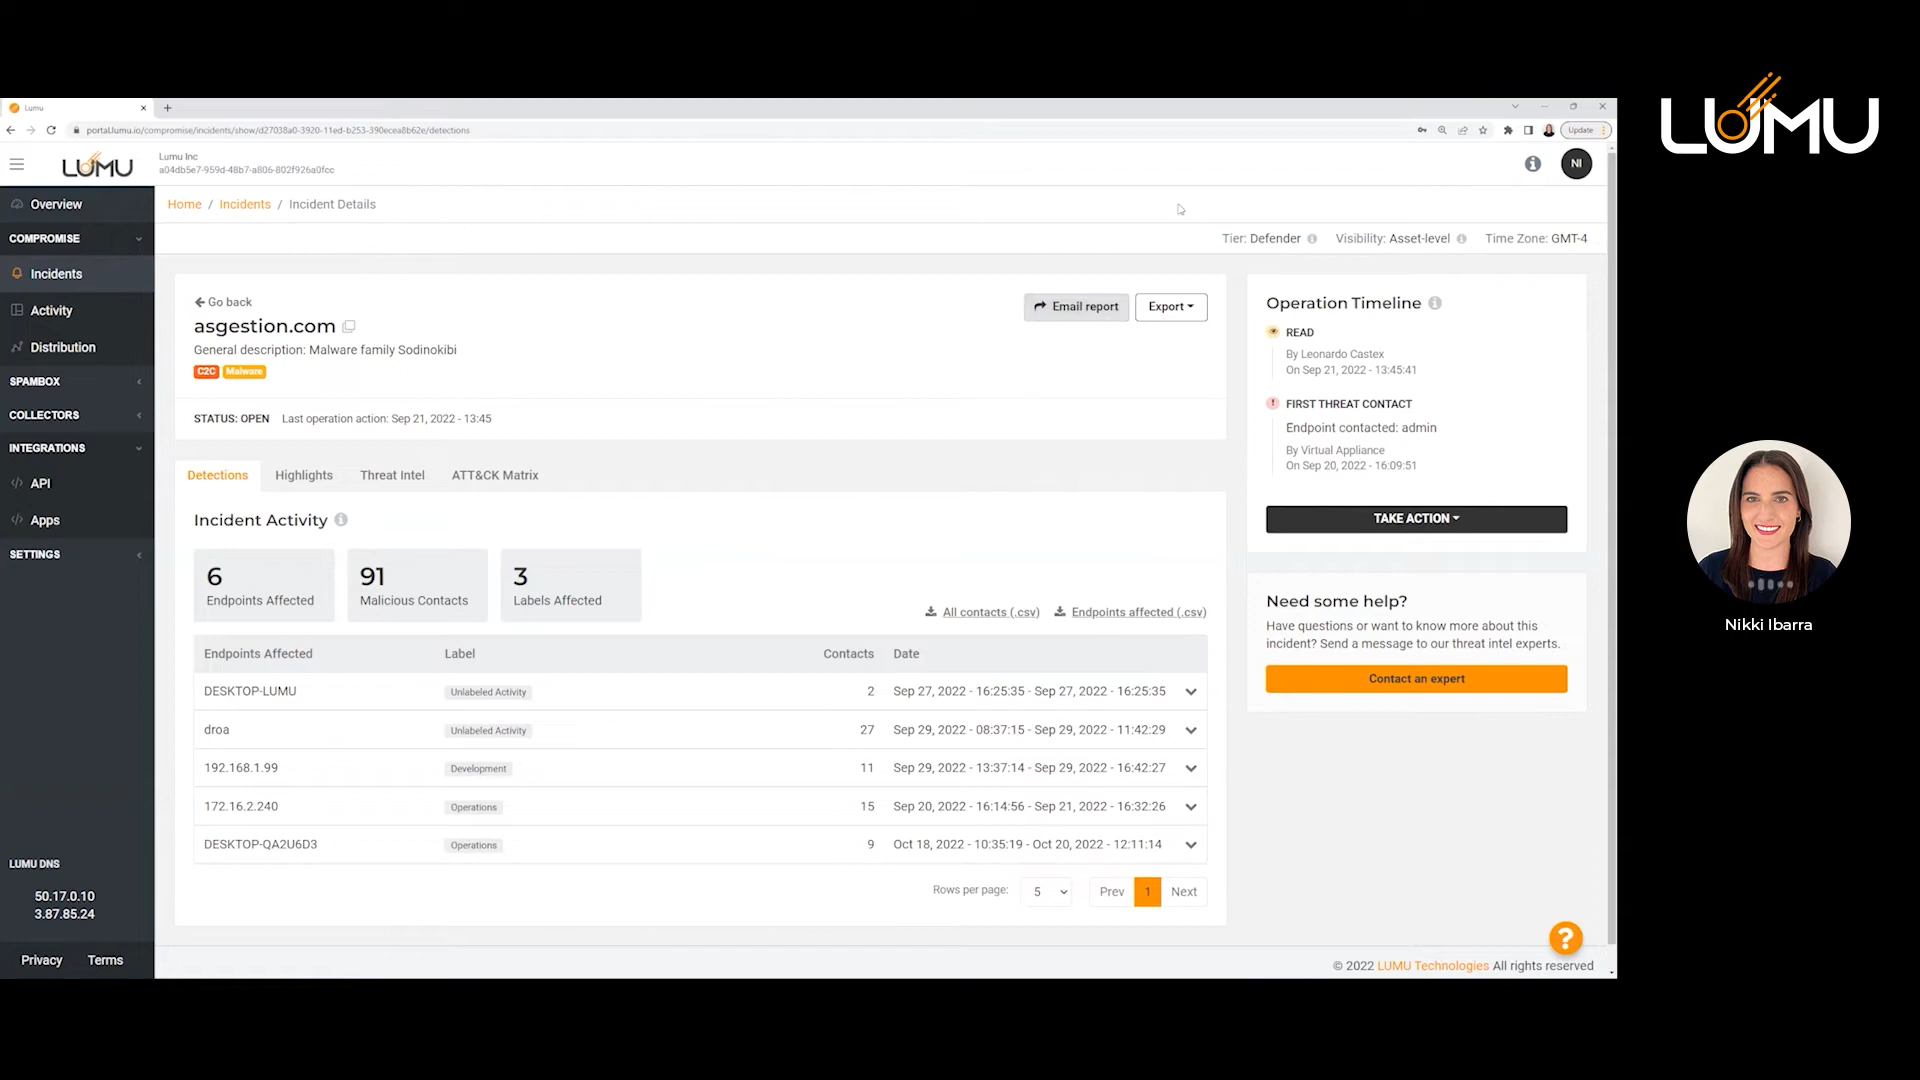 Lumu
portal.lumu.io/compromise/incidents/show/d27038a0-3920-11ed-b253-390ecea8b62e/detections
Update
LUMU
Lumu Inc
a04db5e7-959d-48b7-a806-802f926a0fcc
NI
LUMU
Overview
COMPROMISE
Incidents
Activity
Distribution
SPAMBOX
COLLECTORS
INTEGRATIONS
API
Apps
SETTINGS
LUMU DNS
50.17.0.10
3.87.85.24
Privacy Terms
Home / Incidents / Incident Details
Tier: Defender Visibility: Asset-level Time Zone: GMT-4
Go back
asgestion.com
General description: Malware family Sodinokibi
C2C Malware
Email report Export
STATUS: OPEN Last operation action: Sep 21, 2022 - 13:45
Detections Highlights Threat Intel ATT&CK Matrix
Incident Activity
6 Endpoints Affected
91 Malicious Contacts
3 Labels Affected
All contacts (.csv) Endpoints affected (.csv)
Endpoints Affected Label Contacts Date
DESKTOP-LUMU Unlabeled Activity 2 Sep 27, 2022 - 16:25:35 - Sep 27, 2022 - 16:25:35
droa Unlabeled Activity 27 Sep 29, 2022 - 08:37:15 - Sep 29, 2022 - 11:42:29
192.168.1.99 Development 11 Sep 29, 2022 - 13:37:14 - Sep 29, 2022 - 16:42:27
172.16.2.240 Operations 15 Sep 20, 2022 - 16:14:56 - Sep 21, 2022 - 16:32:26
DESKTOP-QA2U6D3 Operations 9 Oct 18, 2022 - 10:35:19 - Oct 20, 2022 - 12:11:14
Rows per page: 5 Prev 1 Next
Operation Timeline
READ
By Leonardo Castex
On Sep 21, 2022 - 13:45:41
FIRST THREAT CONTACT
Endpoint contacted: admin
By Virtual Appliance
On Sep 20, 2022 - 16:09:51
TAKE ACTION
Need some help?
Have questions or want to know more about this
incident? Send a message to our threat intel experts.
Contact an expert
?
© 2022 LUMU Technologies All rights reserved
Nikki Ibarra